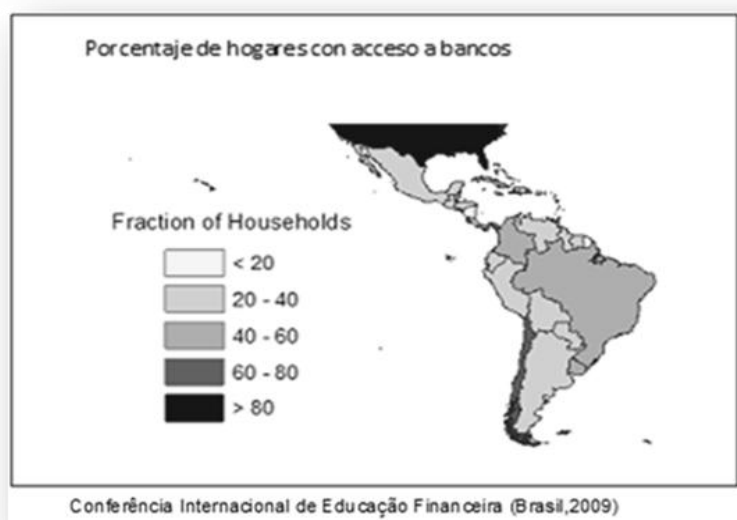 Porcentaje de hogares con acceso a bancos
Fraction of Households
< 20
20 - 40
40 - 60
60 - 80
> 80
Conferência Internacional de Educação Financeira (Brasil,2009)